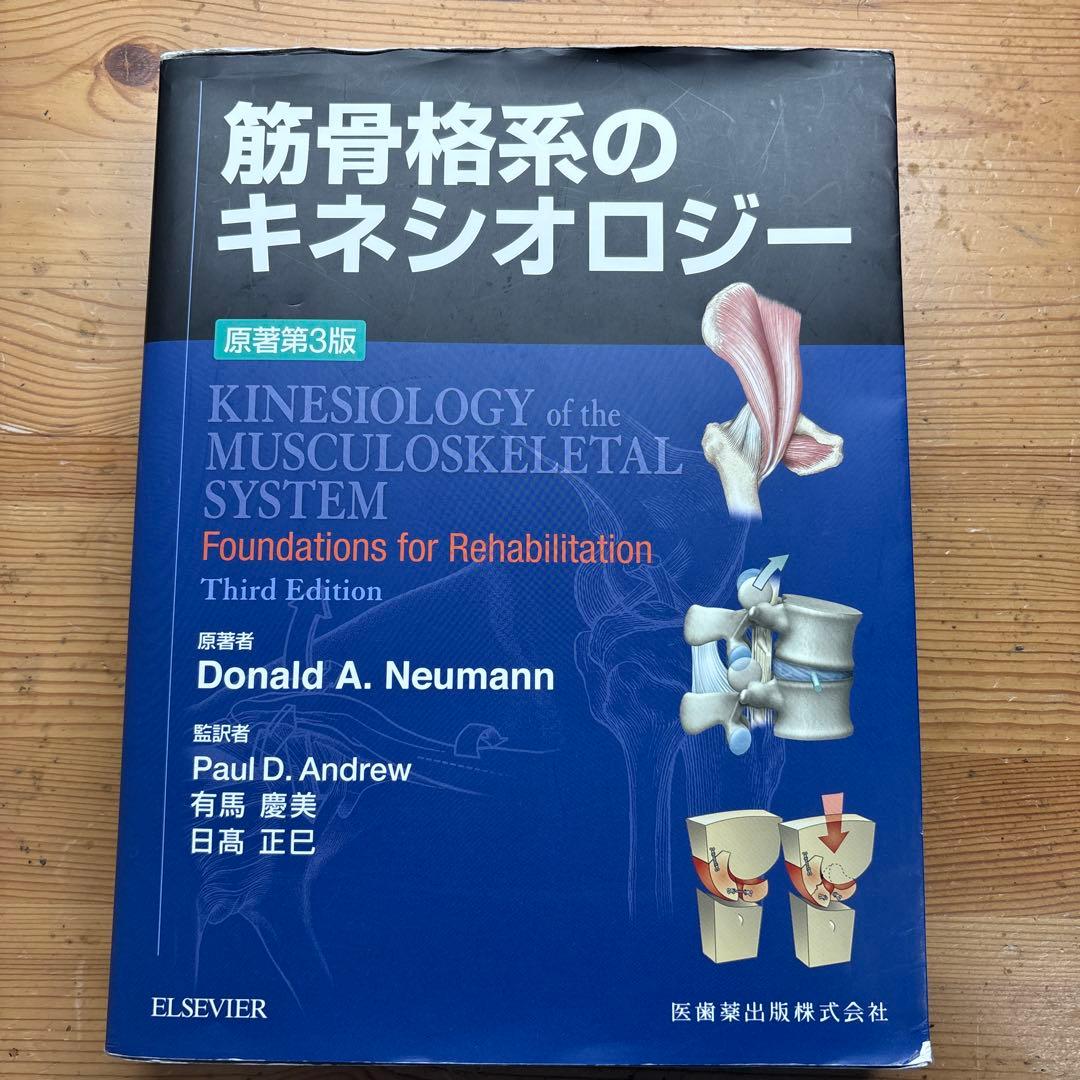 筋骨格系の
キネシオロジー
原著第3版
KINESIOLOGY of the
MUSCULOSKELETAL
SYSTEM
Foundations for Rehabilitation
Third Edition
原著者
Donald A. Neumann
監訳者
Paul D. Andrew
有馬 慶美
日髙 正巳
ELSEVIER
医歯薬出版株式会社